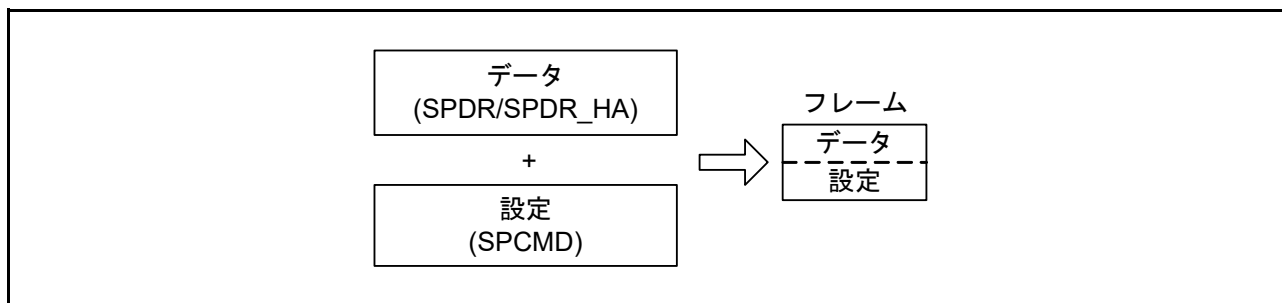 データ
(SPDR/SPDR_HA)
+
設定
(SPCMD)
フレーム
データ
設定